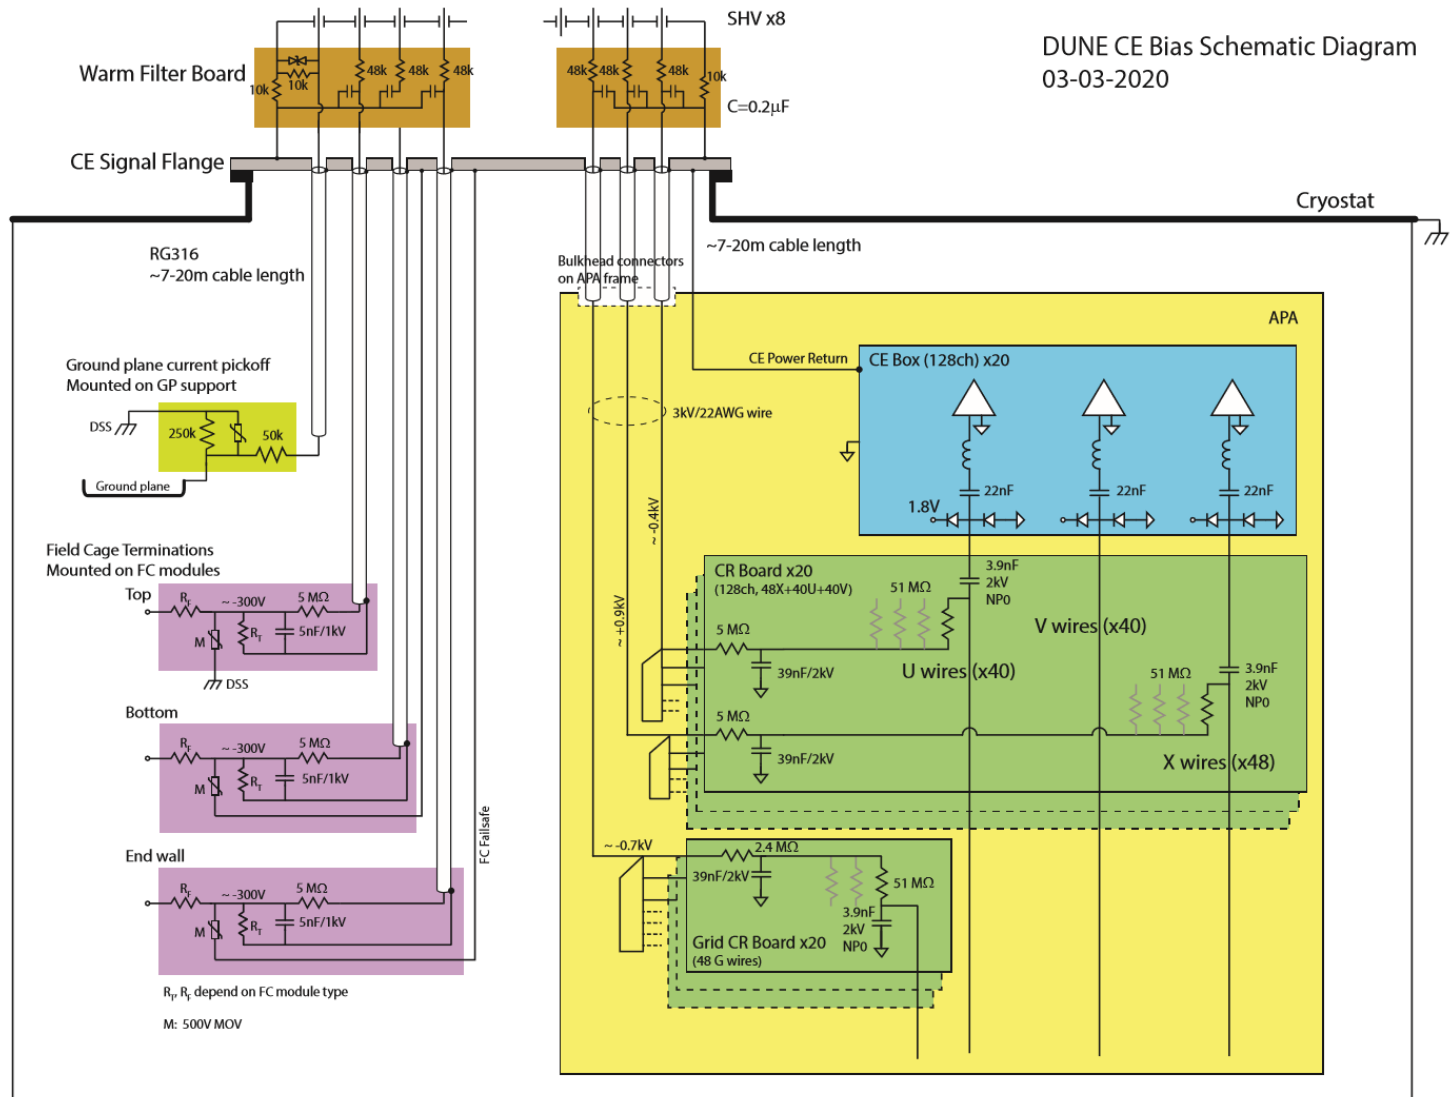 SHV x8
DUNE CE Bias Schematic Diagram
03-03-2020
Warm Filter Board
10k
10k
48k
48k
48k
48k
48k
48k
10k
C=0.2µF
CE Signal Flange
Cryostat
RG316
~7-20m cable length
~7-20m cable length
Bulkhead connectors
on APA frame
APA
Ground plane current pickoff
Mounted on GP support
DSS
250k
50k
Ground plane
CE Power Return
CE Box (128ch) x20
3kV/22AWG wire
22nF
22nF
22nF
1.8V
~ -0.4kV
~ +0.9kV
Field Cage Terminations
Mounted on FC modules
Top
RF
~ -300V
5 MΩ
M
RT
5nF/1kV
DSS
CR Board x20
(128ch, 48X+40U+40V)
51 MΩ
3.9nF
2kV
NP0
5 MΩ
39nF/2kV
V wires (x40)
U wires (x40)
51 MΩ
3.9nF
2kV
NP0
5 MΩ
39nF/2kV
X wires (x48)
Bottom
RF
~ -300V
5 MΩ
M
RT
5nF/1kV
FC Failsafe
End wall
RF
~ -300V
5 MΩ
M
RT
5nF/1kV
~ -0.7kV
2.4 MΩ
39nF/2kV
51 MΩ
3.9nF
2kV
NP0
Grid CR Board x20
(48 G wires)
RT, RF depend on FC module type
M: 500V MOV